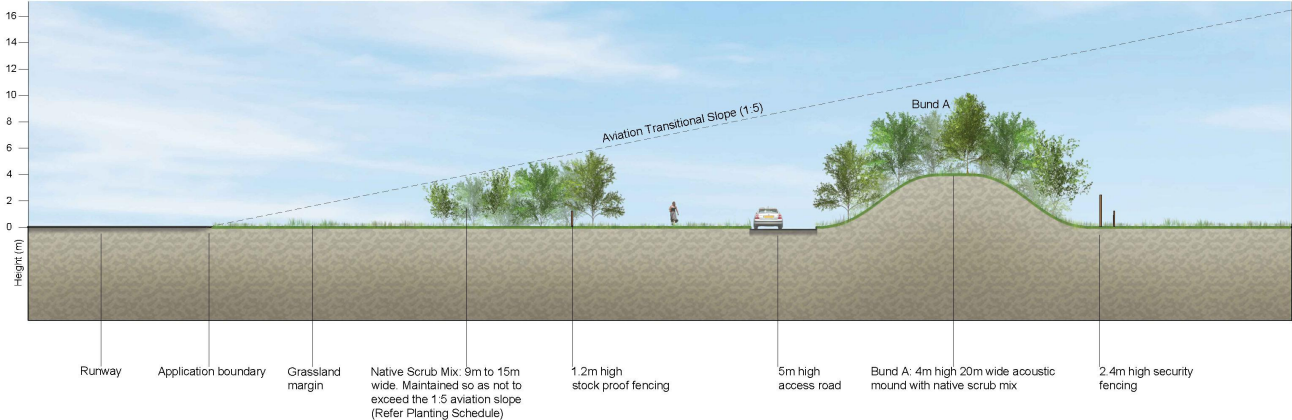 16
14
12
10
8
6
4
2
0
Height (m)
Aviation Transitional Slope (1:5)
Bund A
Runway
Application boundary
Grassland
margin
Native Scrub Mix: 9m to 15m
wide. Maintained so as not to
exceed the 1:5 aviation slope
(Refer Planting Schedule)
1.2m high
stock proof fencing
5m high
access road
Bund A: 4m high 20m wide acoustic
mound with native scrub mix
2.4m high security
fencing